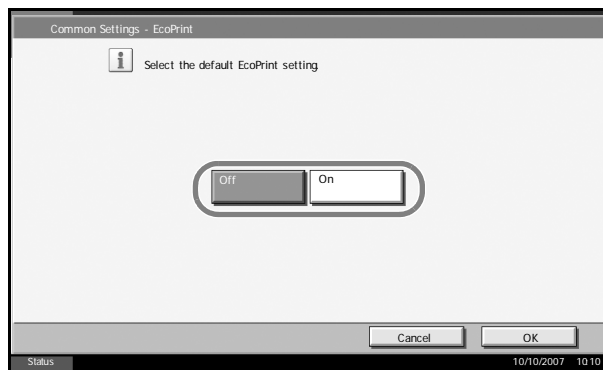 Common Settings - EcoPrint
Select the default EcoPrint setting.
Off
On
Cancel
OK
Status
10/10/2007 10:10